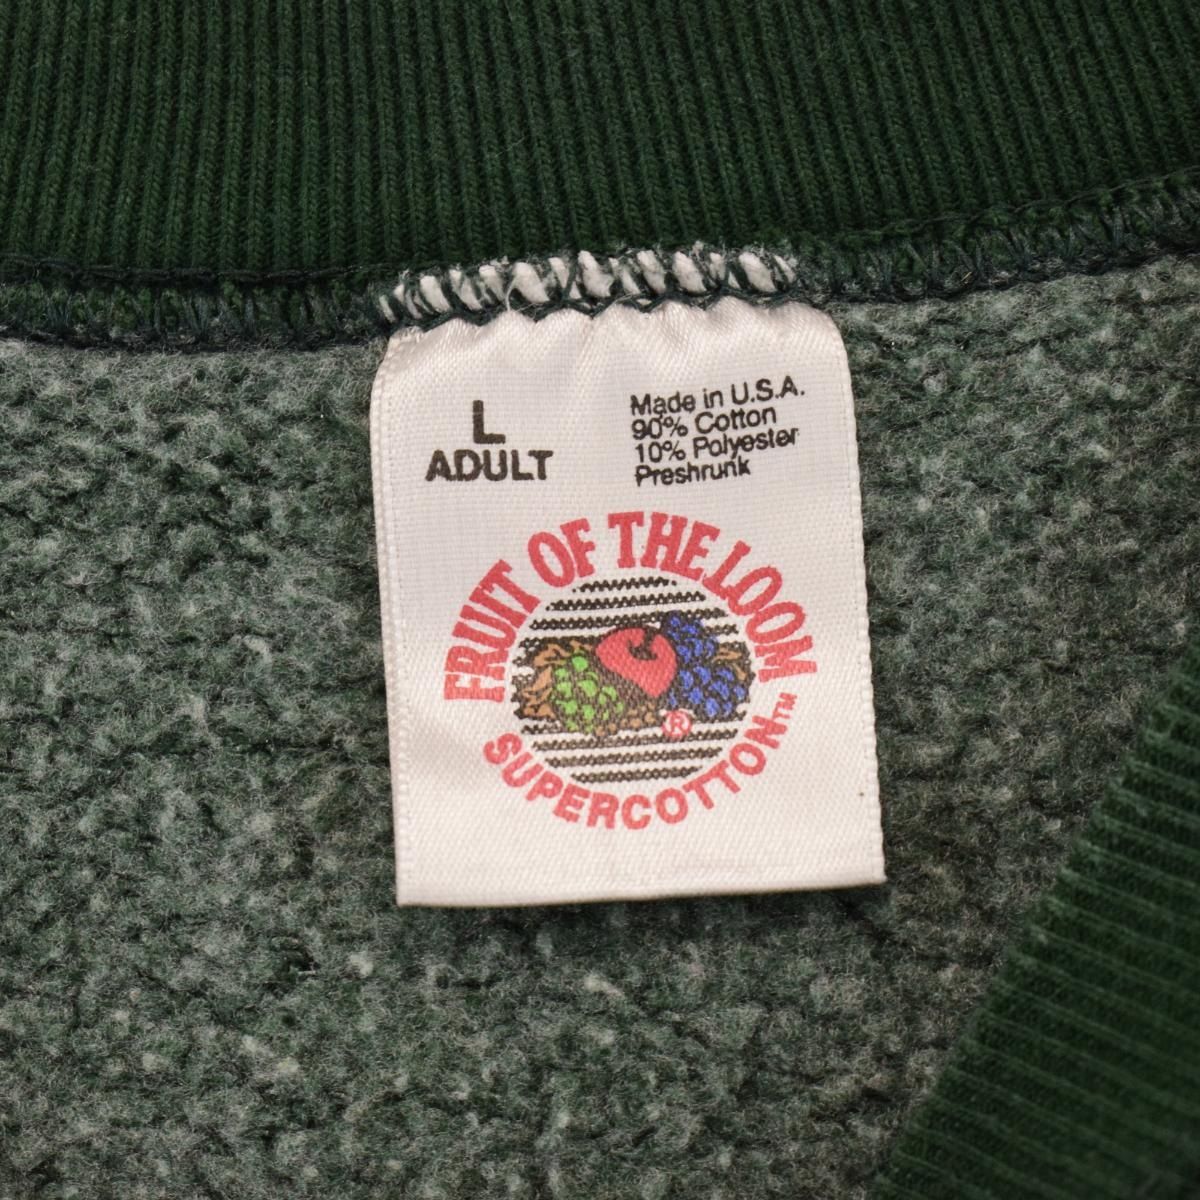 L
ADULT
Made in U.S.A.
90% Cotton
10% Polyester
Preshrunk
FRUIT OF THE LOOM
®
SUPERCOTTON™